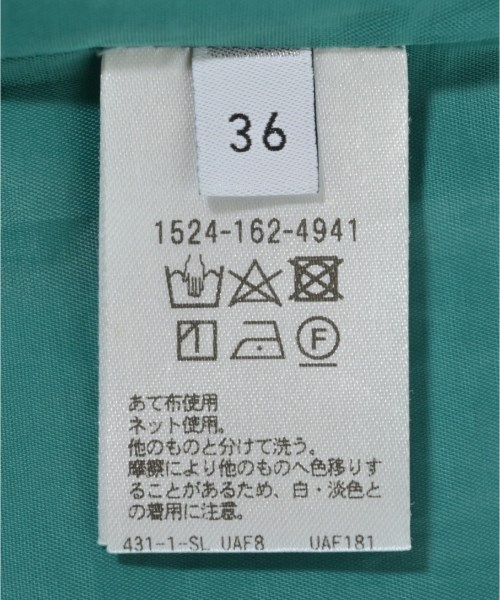 36
1524-162-4941
F
あて布使用
ネット使用。
他のものと分けて洗う。
摩擦により他のものへ色移りす
ることがあるため、白・淡色と
の着用に注意。
431-1-SL UAF8 UAF181